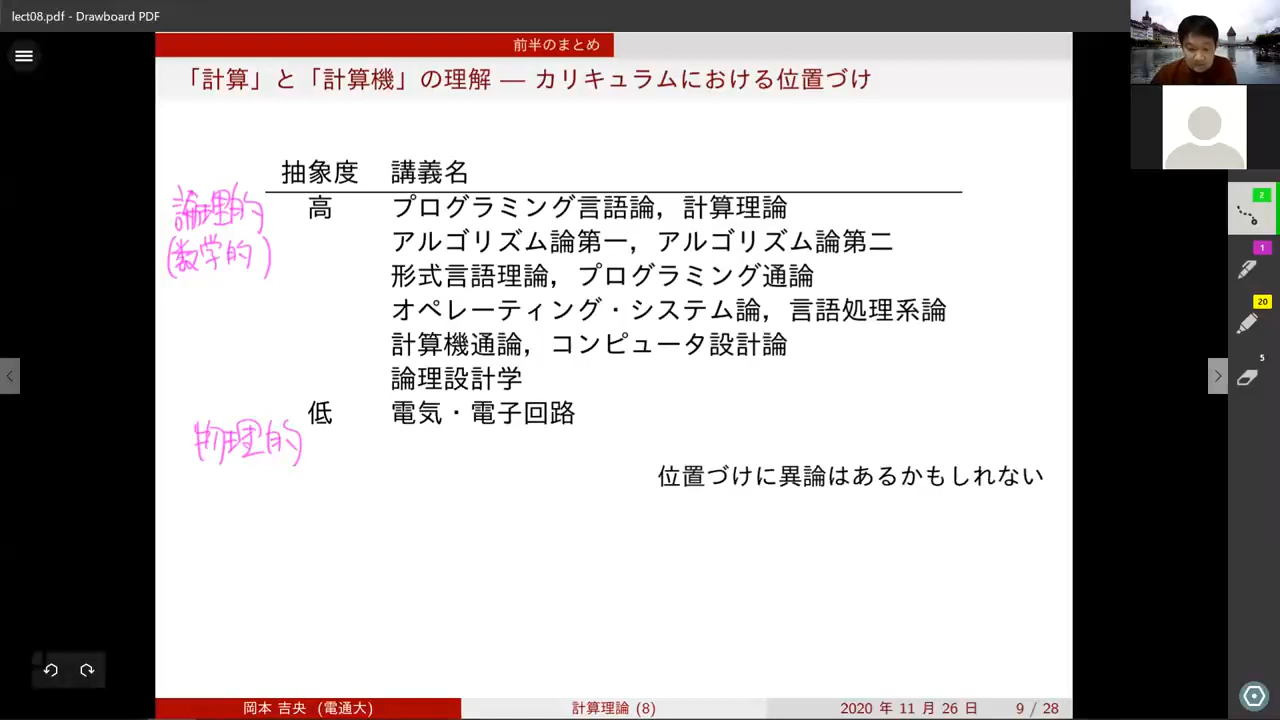 lect08.pdf - Drawboard PDF
前半のまとめ
「計算」と「計算機」の理解 — カリキュラムにおける位置づけ
抽象度 講義名
論理的
(数学的)
高 プログラミング言語論，計算理論
アルゴリズム論第一，アルゴリズム論第二
形式言語理論，プログラミング通論
オペレーティング・システム論，言語処理系論
計算機通論，コンピュータ設計論
論理設計学
低 電気・電子回路
物理的
位置づけに異論はあるかもしれない
2
1
20
5
岡本 吉央 (電通大) 計算理論 (8) 2020 年 11 月 26 日 9 / 28